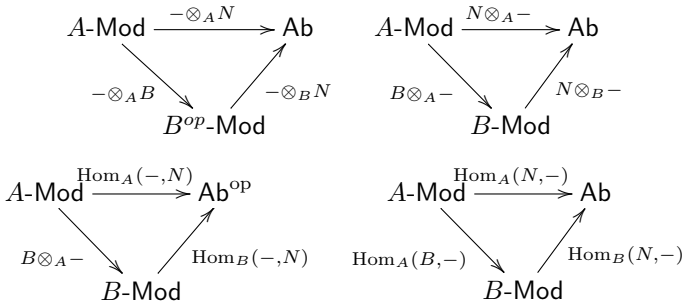 A-Mod −⊗_A N Ab A-Mod N⊗_A − Ab
−⊗_A B −⊗_B N B⊗_A − N⊗_B −
B^{op}-Mod B-Mod
A-Mod Hom_A(−,N) Ab^{op} A-Mod Hom_A(N,−) Ab
B⊗_A − Hom_B(−,N) Hom_A(B,−) Hom_B(N,−)
B-Mod B-Mod